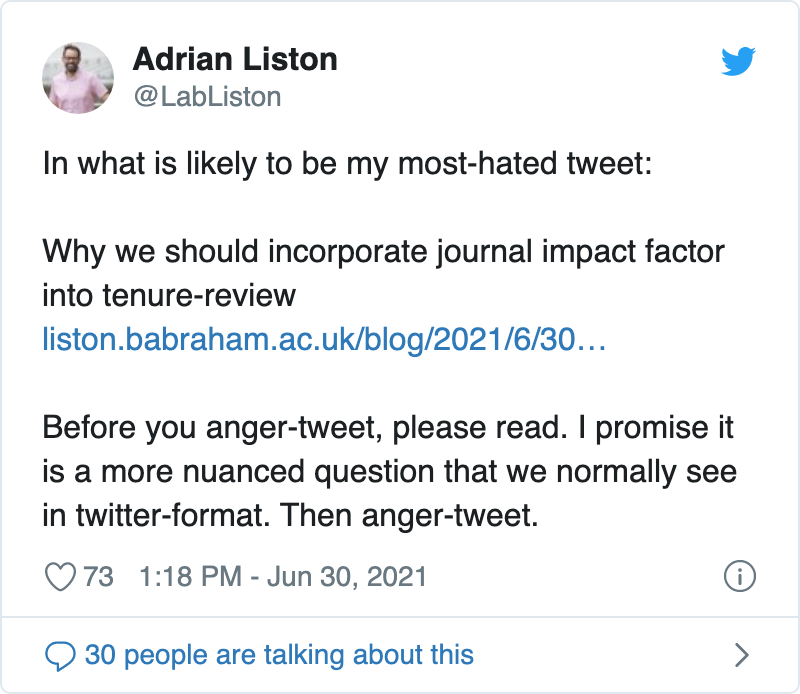 Adrian Liston
@LabListon
In what is likely to be my most-hated tweet:
Why we should incorporate journal impact factor
into tenure-review
liston.babraham.ac.uk/blog/2021/6/30…
Before you anger-tweet, please read. I promise it
is a more nuanced question that we normally see
in twitter-format. Then anger-tweet.
73 1:18 PM - Jun 30, 2021
30 people are talking about this